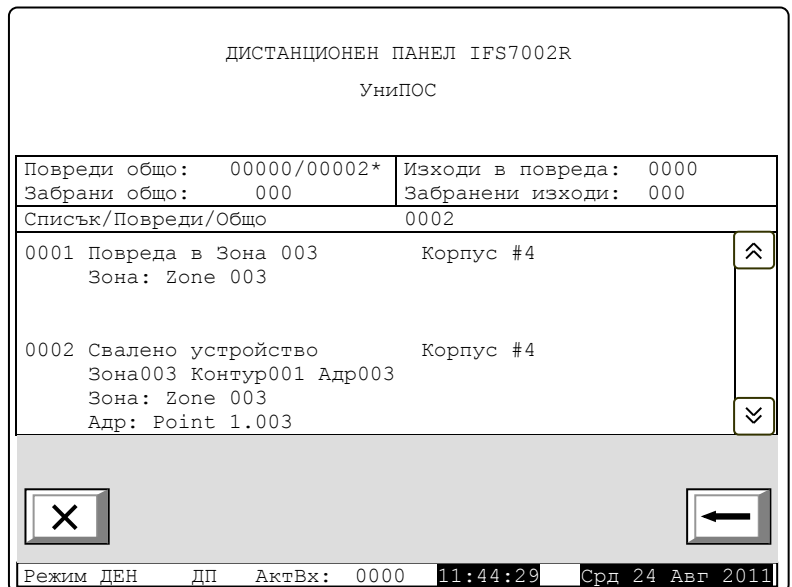 ДИСТАНЦИОНЕН ПАНЕЛ IFS7002R
УниПОС
Повреди общо: 00000/00002* Изходи в повреда: 0000
Забрани общо: 000 Забранени изходи: 000
Списък/Повреди/Общо 0002
0001 Повреда в Зона 003 Корпус #4
Зона: Zone 003
0002 Свалено устройство Корпус #4
Зона003 Контур001 Адр003
Зона: Zone 003
Адр: Point 1.003
Режим ДЕН ДП АктВх: 0000 11:44:29 Срд 24 Авг 2011